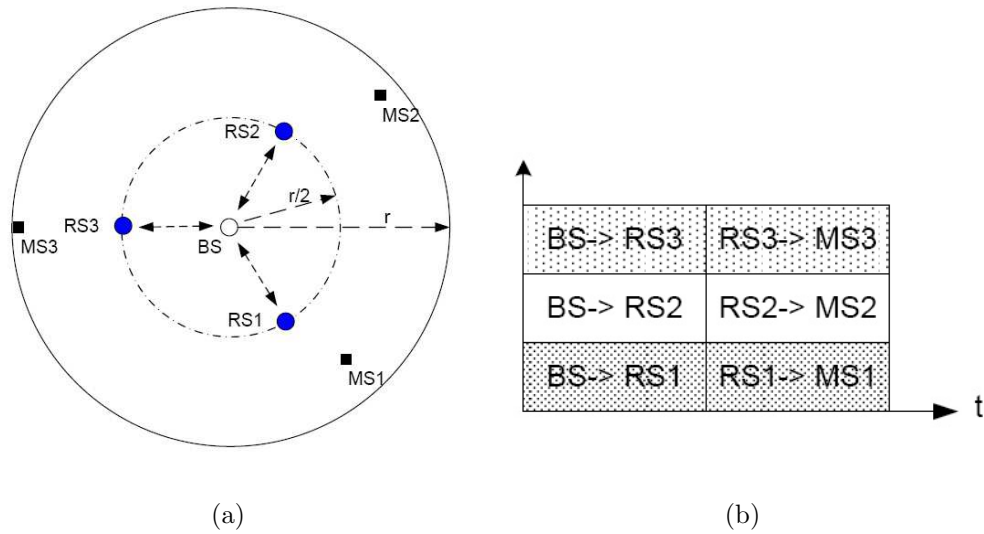 MS2
RS2
r/2
r
RS3
BS
MS3
RS1
MS1
BS-> RS3 RS3-> MS3
BS-> RS2 RS2-> MS2
BS-> RS1 RS1-> MS1
t
(a) (b)